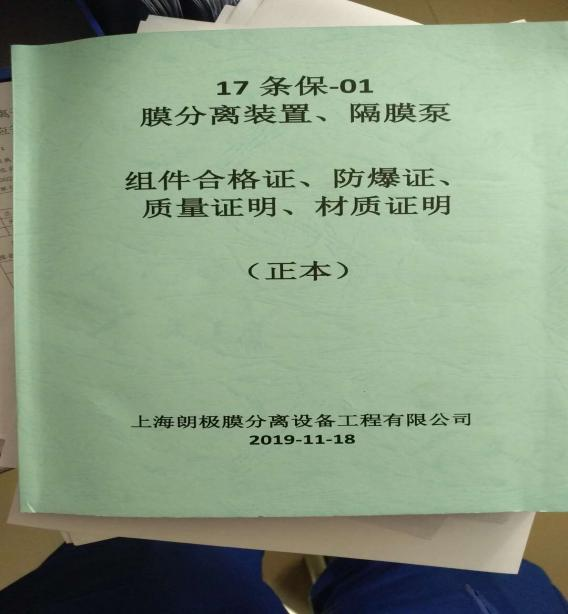 17 条保-01
膜分离装置、隔膜泵
组件合格证、防爆证、
质量证明、材质证明
（正本）
上海朗极膜分离设备工程有限公司
2019-11-18